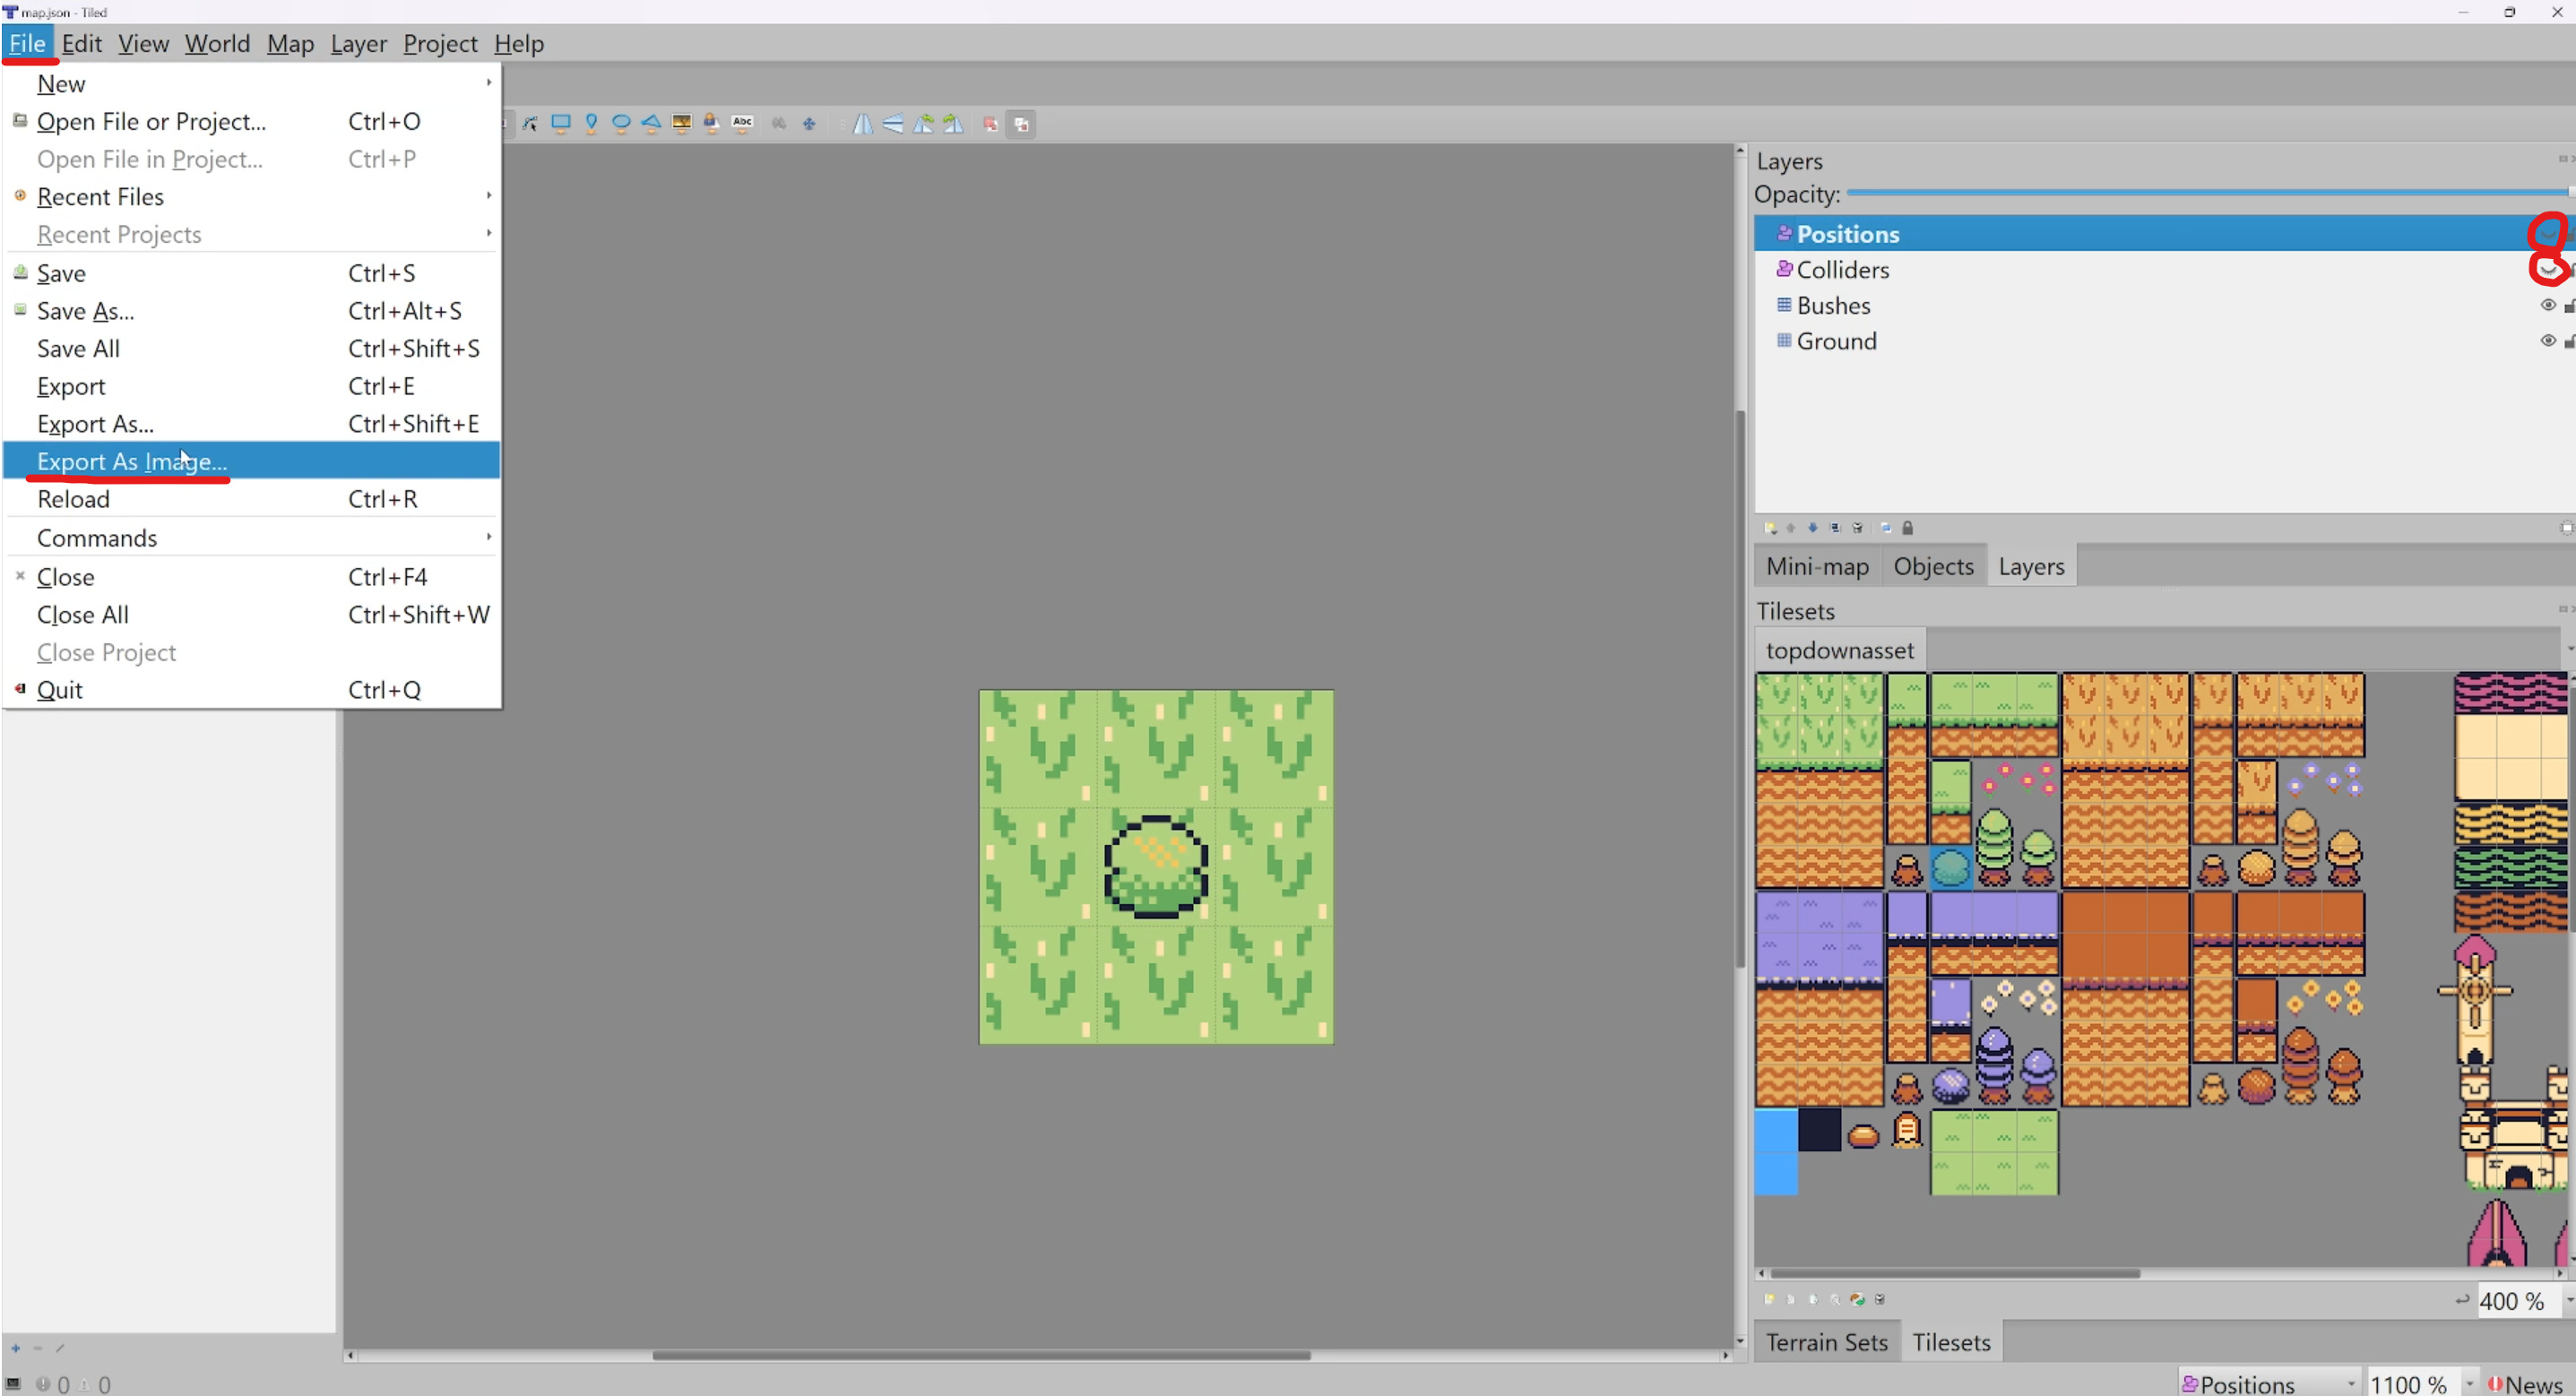 map.json - Tiled
File Edit View World Map Layer Project Help
New
Open File or Project... Ctrl+O
Open File in Project... Ctrl+P
Recent Files
Recent Projects
Save Ctrl+S
Save As... Ctrl+Alt+S
Save All Ctrl+Shift+S
Export Ctrl+E
Export As... Ctrl+Shift+E
Export As Image...
Reload Ctrl+R
Commands
Close Ctrl+F4
Close All Ctrl+Shift+W
Close Project
Quit Ctrl+Q
Abc
Layers
Opacity:
Positions
Colliders
Bushes
Ground
Mini-map Objects Layers
Tilesets
topdownasset
400 %
Terrain Sets Tilesets
0 0
Positions 1100 % News